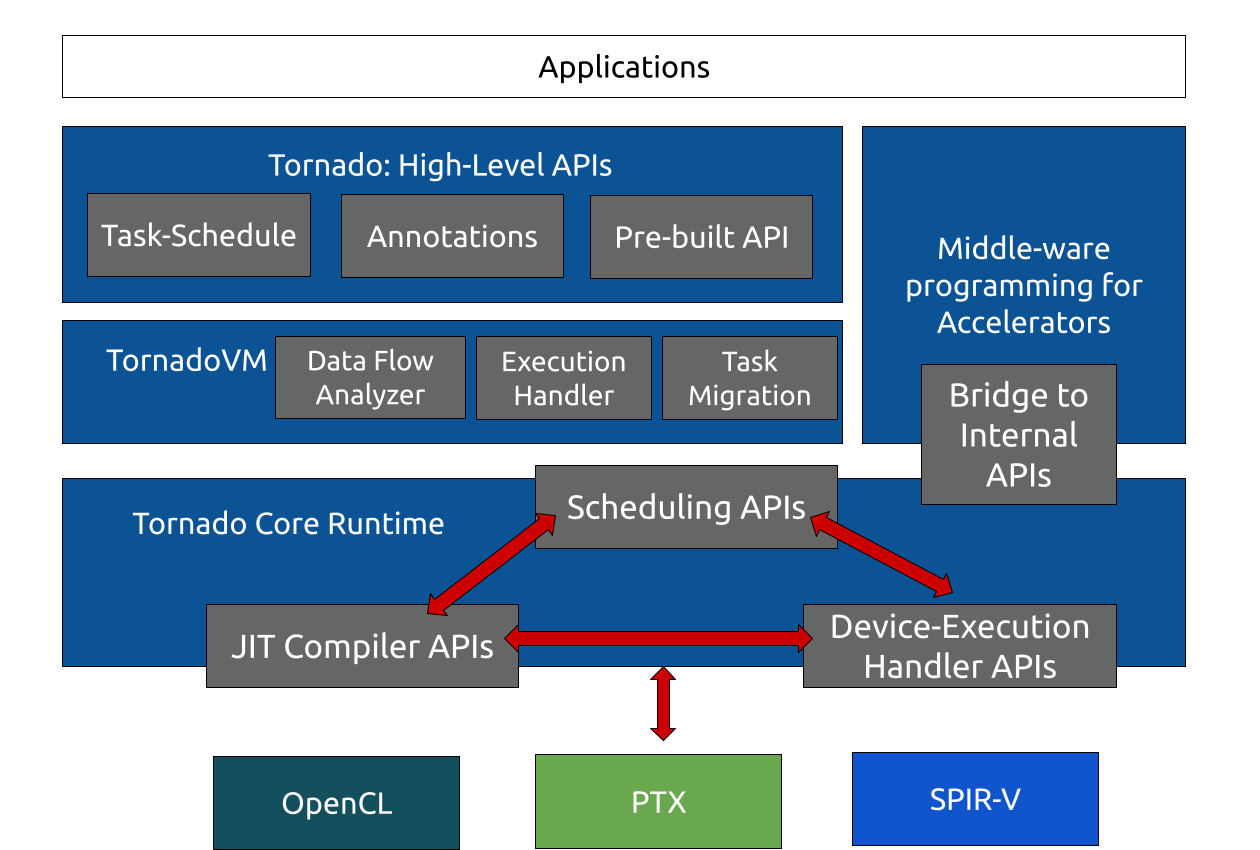 Applications
Tornado: High-Level APIs
Task-Schedule
Annotations
Pre-built API
Middle-ware
programming for
Accelerators
TornadoVM
Data Flow
Analyzer
Execution
Handler
Task
Migration
Bridge to
Internal
APIs
Tornado Core Runtime
Scheduling APIs
JIT Compiler APIs
Device-Execution
Handler APIs
OpenCL
PTX
SPIR-V